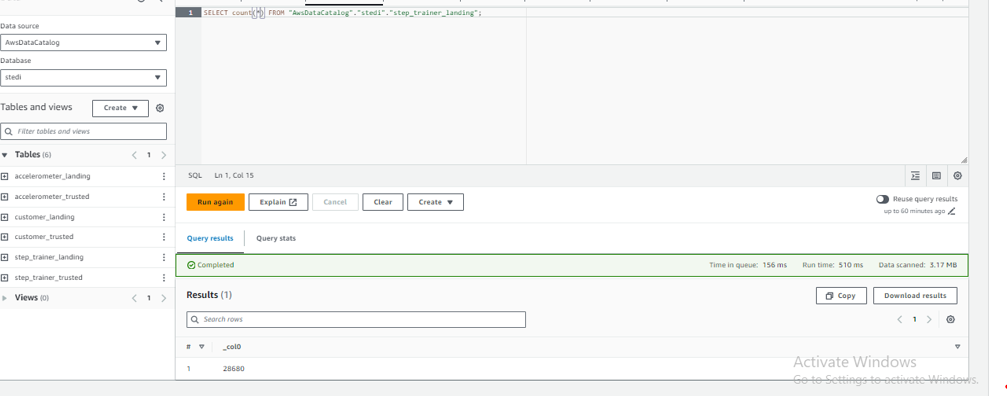 1 SELECT count(*) FROM "AwsDataCatalog"."stedi"."step_trainer_landing";
Data source
AwsDataCatalog
Database
stedi
Tables and views
Create
Filter tables and views
Tables (6)
1
accelerometer_landing
accelerometer_trusted
customer_landing
customer_trusted
step_trainer_landing
step_trainer_trusted
Views (0)
1
SQL Ln 1, Col 15
Run again
Explain
Cancel
Clear
Create
Reuse query results
up to 60 minutes ago
Query results
Query stats
Completed
Time in queue: 156 ms Run time: 510 ms Data scanned: 3.17 MB
Results (1)
Copy
Download results
Search rows
1
# _col0
1 28680
Activate Windows
Go to Settings to activate Windows.